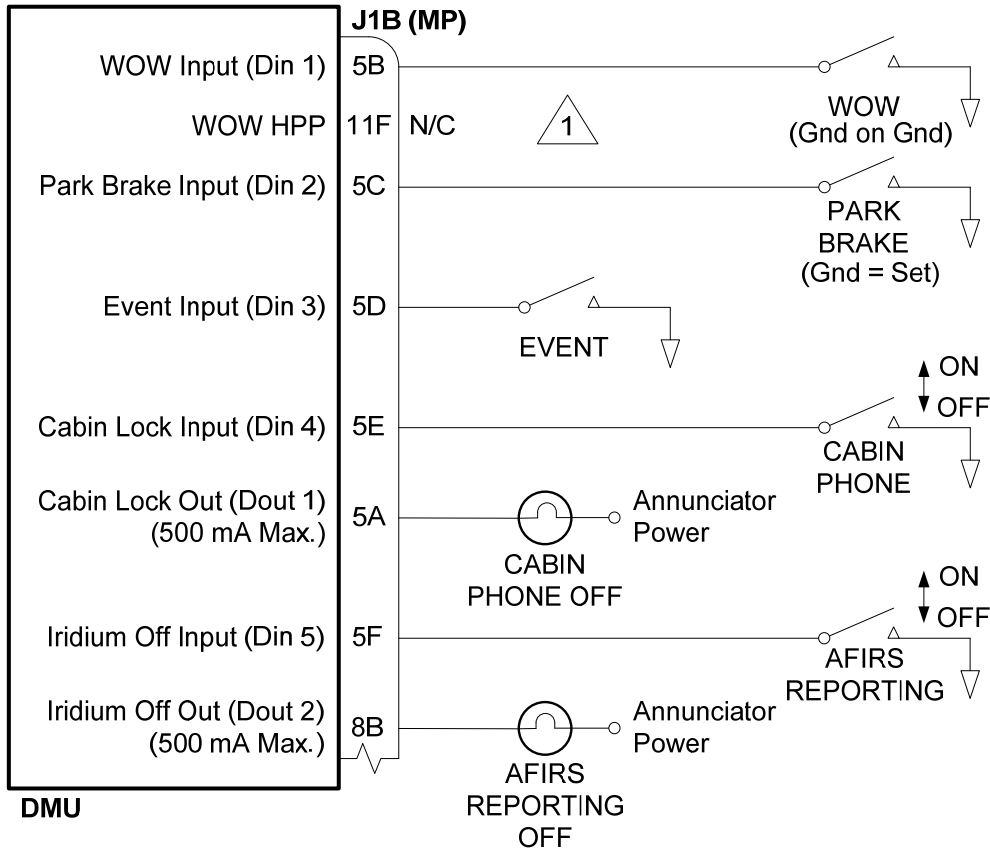 J1B (MP)
WOW Input (Din 1) 5B
WOW
(Gnd on Gnd)
WOW HPP 11F N/C 1
Park Brake Input (Din 2) 5C
PARK
BRAKE
(Gnd = Set)
Event Input (Din 3) 5D
EVENT
ON
OFF
Cabin Lock Input (Din 4) 5E
CABIN
PHONE
Cabin Lock Out (Dout 1)
(500 mA Max.)
5A
Annunciator
Power
CABIN
PHONE OFF
ON
OFF
Iridium Off Input (Din 5) 5F
AFIRS
REPORTING
Iridium Off Out (Dout 2)
(500 mA Max.)
8B
Annunciator
Power
AFIRS
REPORTING
OFF
DMU